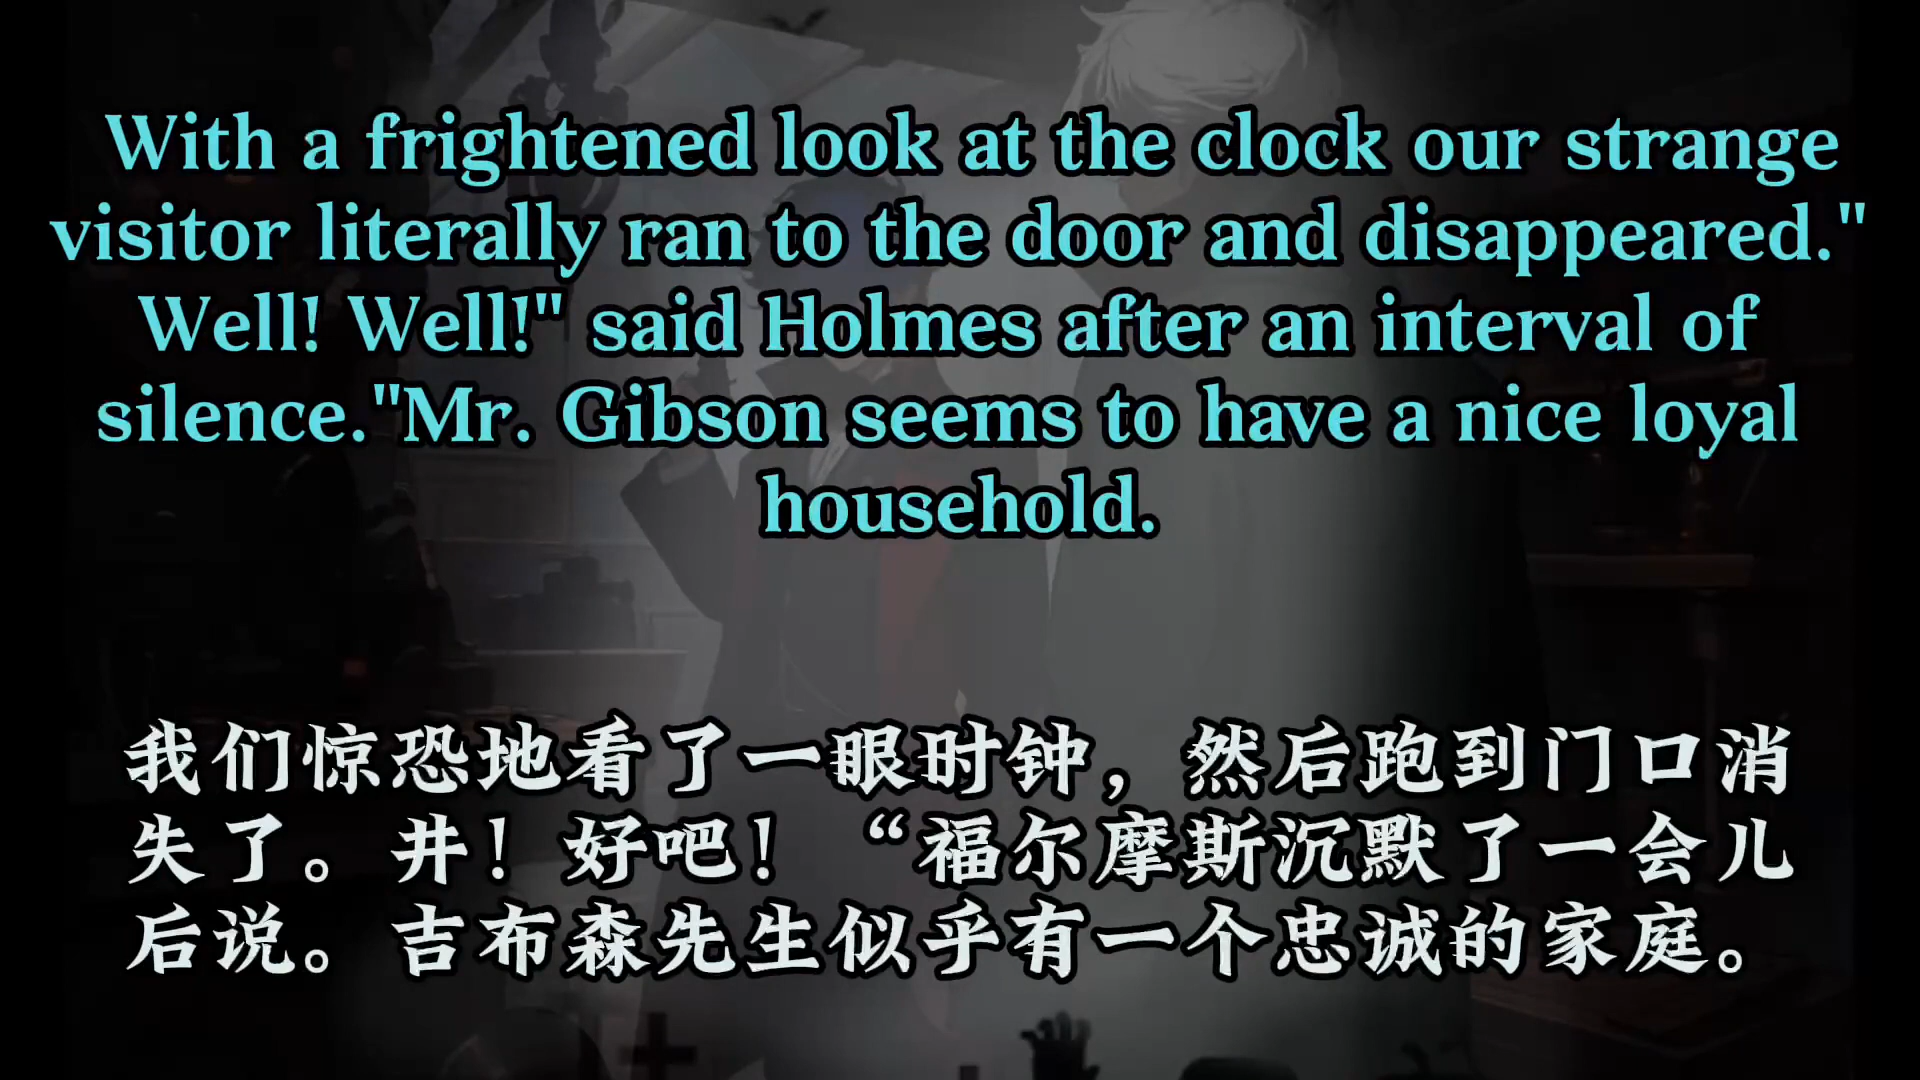 With a frightened look at the clock our strange
visitor literally ran to the door and disappeared."
Well! Well!" said Holmes after an interval of
silence."Mr. Gibson seems to have a nice loyal
household.
我们惊恐地看了一眼时钟，然后跑到门口消
失了。井！好吧！“福尔摩斯沉默了一会儿
后说。吉布森先生似乎有一个忠诚的家庭。